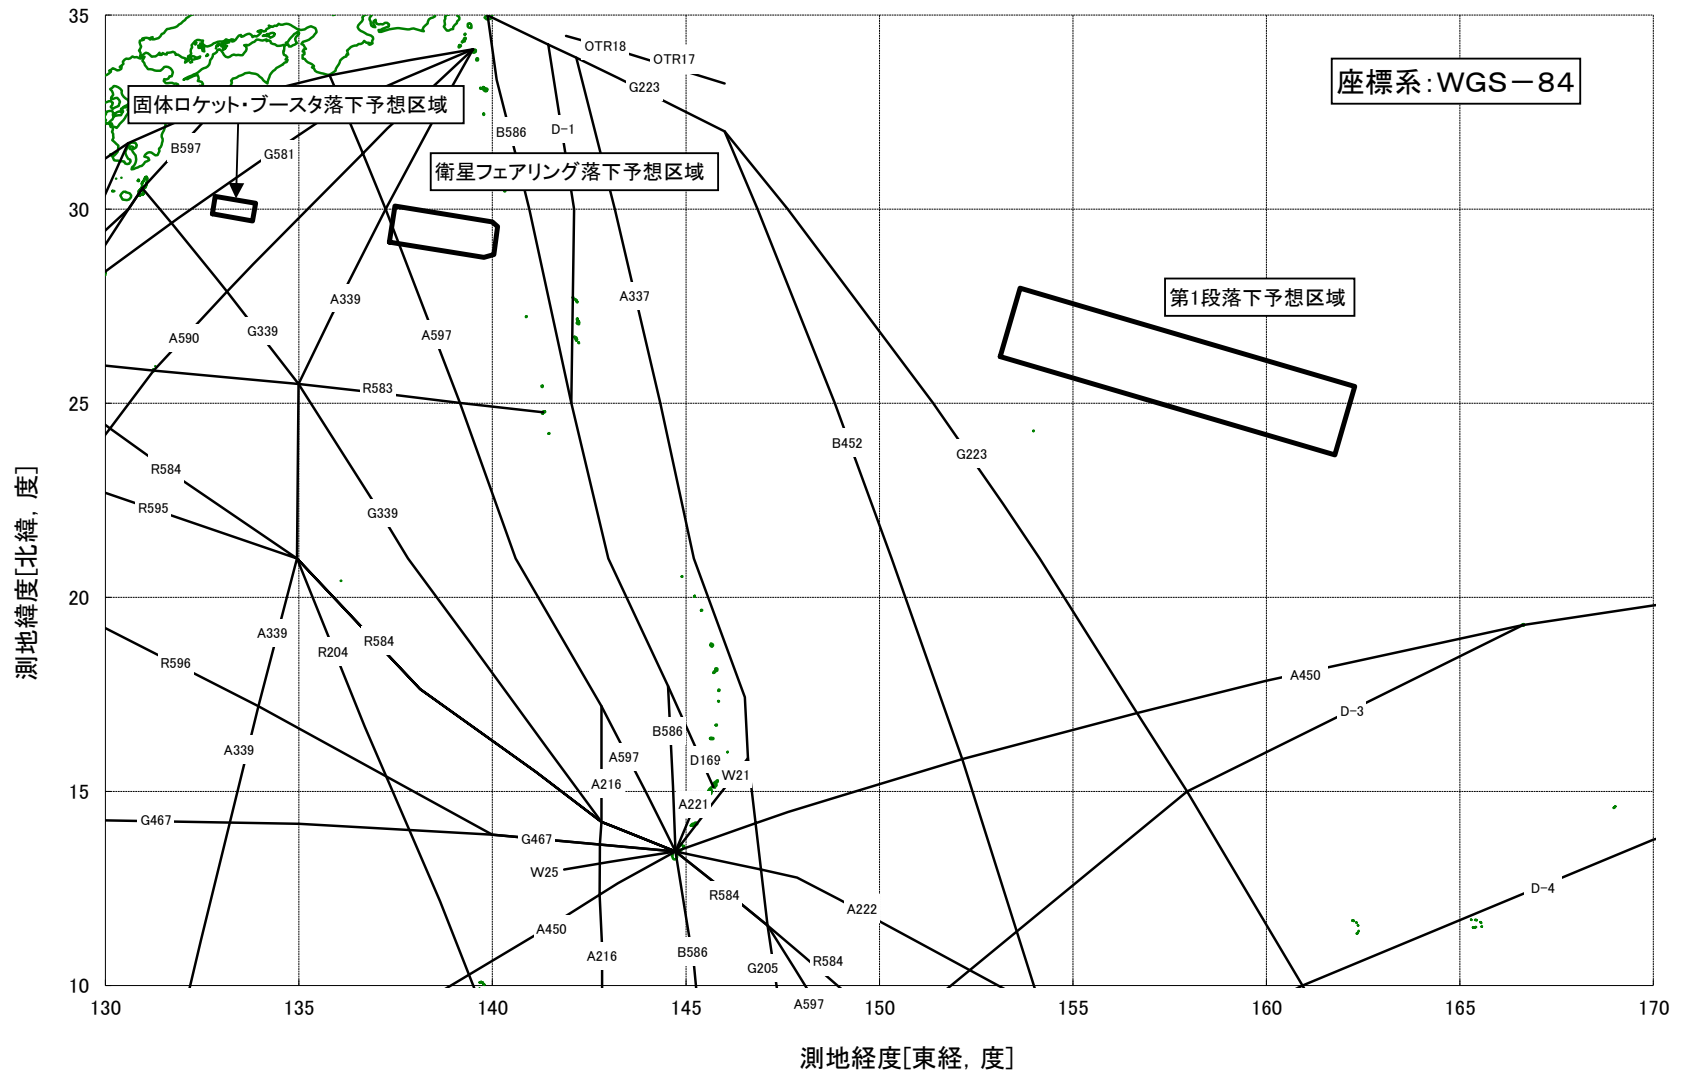 35
OTR18
OTR17
G223
座標系:WGS-84
固体ロケット・ブースタ落下予想区域
B586
D-1
B597
G581
衛星フェアリング落下予想区域
30
A339
A337
第1段落下予想区域
G339
A590
A597
R583
25
B452
G223
R584
R595
G339
測地緯度[北緯, 度]
20
A339
R204
R584
R596
A450
D-3
B586
A339
A597
D169
W21
A216
A221
15
G467
G467
W25
R584
D-4
A222
A450
B586
A216
G205
R584
10
A597
130
135
140
145
150
155
160
165
170
測地経度[東経, 度]